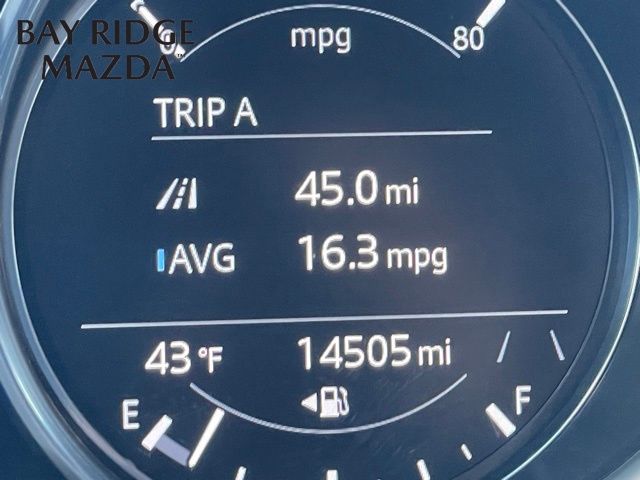 BAY RIDGE
MAZDA
mpg 80
TRIP A
45.0 mi
AVG 16.3 mpg
43 °F 14505 mi
E F